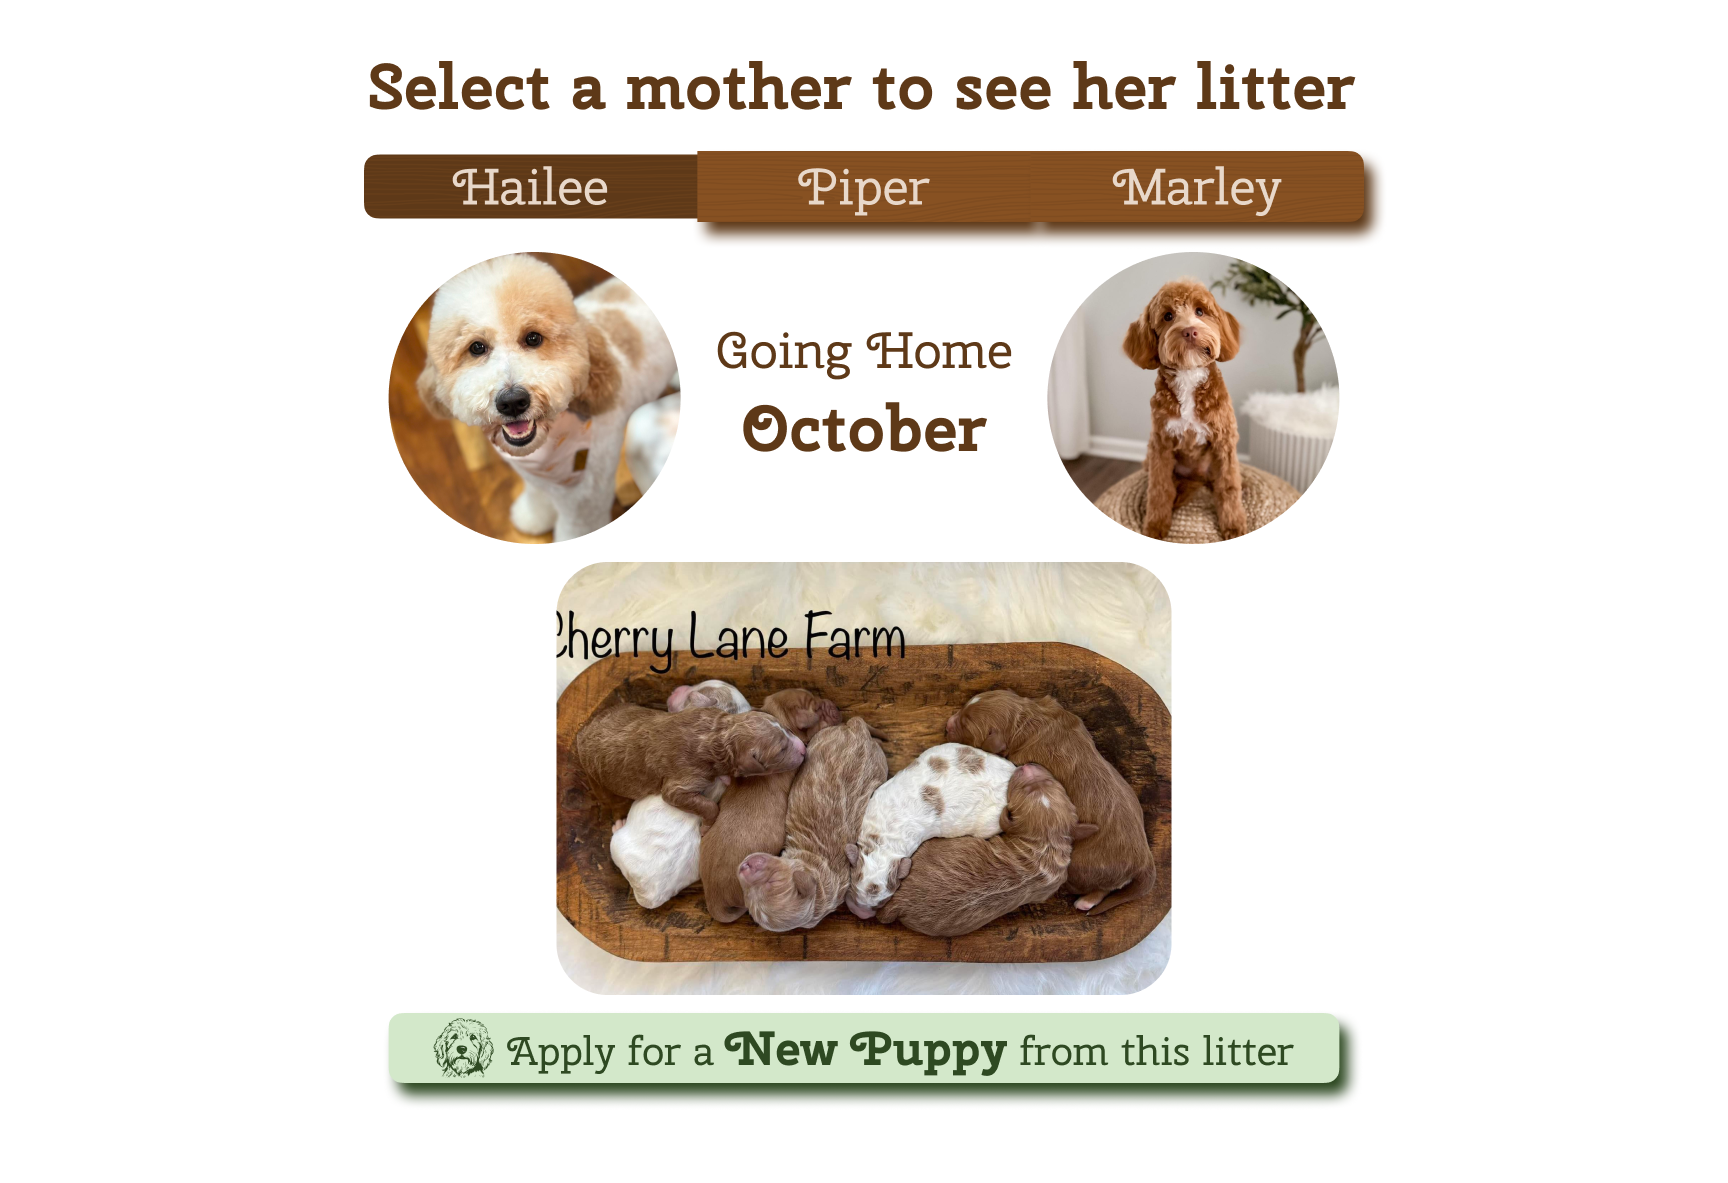 Select a mother to see her litter
Hailee
Piper
Marley
Going Home
October
Cherry Lane Farm
Apply for a New Puppy from this litter